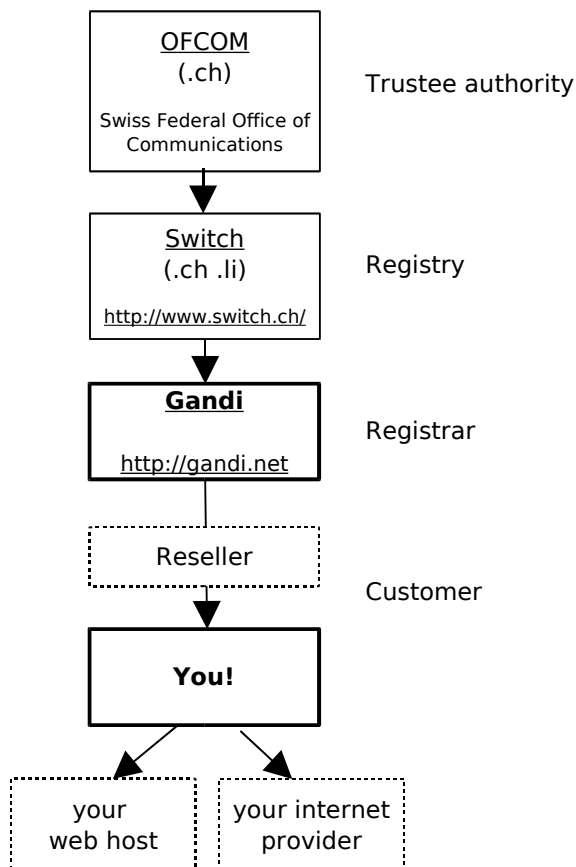 OFCOM
(.ch)
Swiss Federal Office of
Communications
Trustee authority
Switch
(.ch .li)
http://www.switch.ch/
Registry
Gandi
http://gandi.net
Registrar
Reseller
Customer
You!
your
web host
your internet
provider